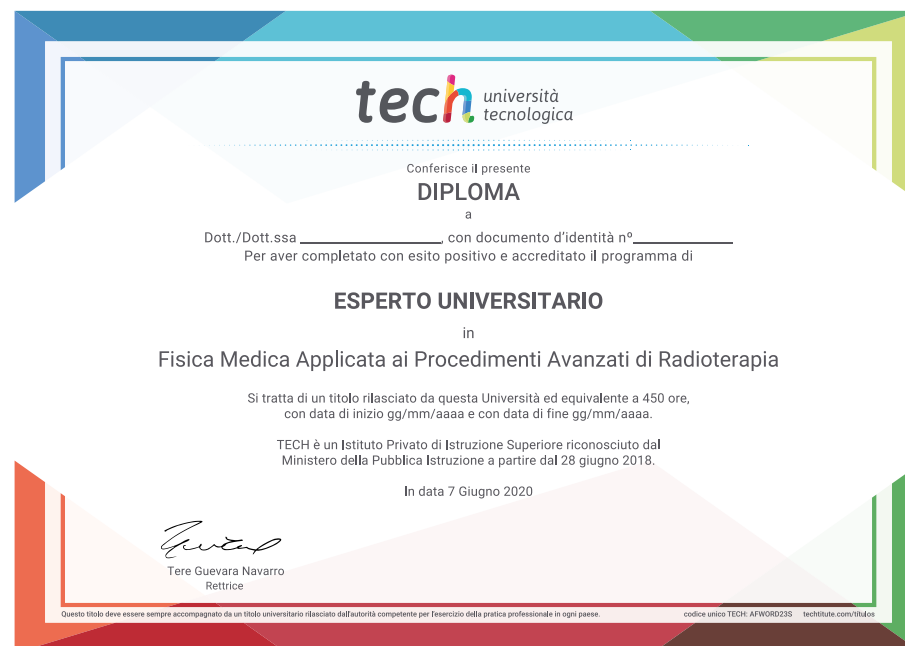 tech università
tecnologica
Conferisce il presente
DIPLOMA
a
Dott./Dott.ssa ____________________, con documento d'identità nº______________
Per aver completato con esito positivo e accreditato il programma di
ESPERTO UNIVERSITARIO
in
Fisica Medica Applicata ai Procedimenti Avanzati di Radioterapia
Si tratta di un titolo rilasciato da questa Università ed equivalente a 450 ore,
con data di inizio gg/mm/aaaa e con data di fine gg/mm/aaaa.
TECH è un Istituto Privato di Istruzione Superiore riconosciuto dal
Ministero della Pubblica Istruzione a partire dal 28 giugno 2018.
In data 7 Giugno 2020
Tere Guevara Navarro
Rettrice
Questo titolo deve essere sempre accompagnato da un titolo universitario rilasciato dall'autorità competente per l'esercizio della pratica professionale in ogni paese. codice unico TECH: AFWORD23S techtitute.com/títulos